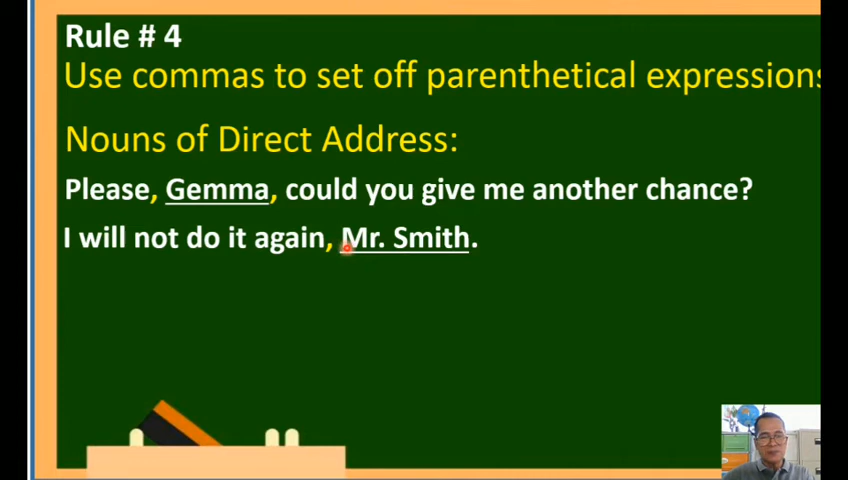 Rule # 4
Use commas to set off parenthetical expressions
Nouns of Direct Address:
Please, Gemma, could you give me another chance?
I will not do it again, Mr. Smith.